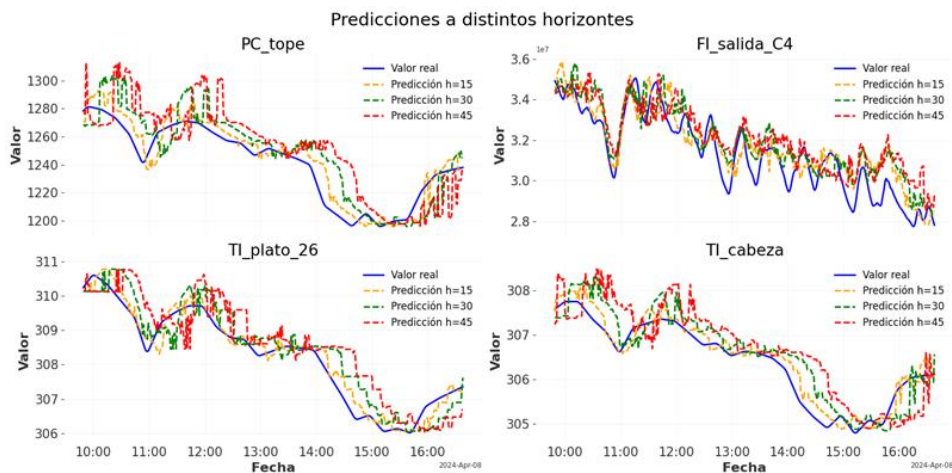 Predicciones a distintos horizontes
PC_tope
Valor
1300
1280
1260
1240
1220
1200
Valor real
Predicción h=15
Predicción h=30
Predicción h=45
FI_salida_C4
1e7
Valor
3.6
3.4
3.2
3.0
2.8
Valor real
Predicción h=15
Predicción h=30
Predicción h=45
TI_plato_26
Valor
311
310
309
308
307
306
Valor real
Predicción h=15
Predicción h=30
Predicción h=45
10:00 11:00 12:00 13:00 14:00 15:00 16:00
Fecha
2024-Apr-08
TI_cabeza
Valor
308
307
306
305
Valor real
Predicción h=15
Predicción h=30
Predicción h=45
10:00 11:00 12:00 13:00 14:00 15:00 16:00
Fecha
2024-Apr-08